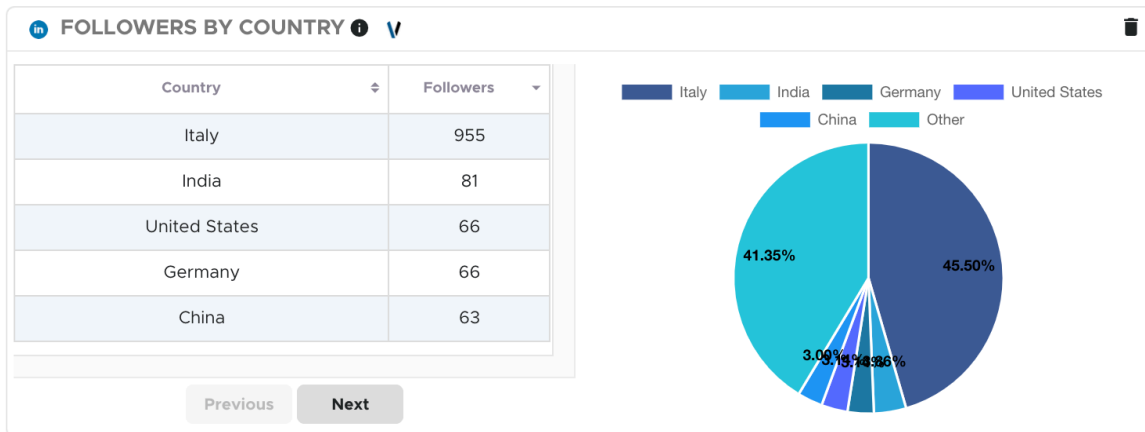 in FOLLOWERS BY COUNTRY i
Country Followers
Italy 955
India 81
United States 66
Germany 66
China 63
Previous Next
Italy India Germany United States
China Other
41.35%
45.50%
3.00%